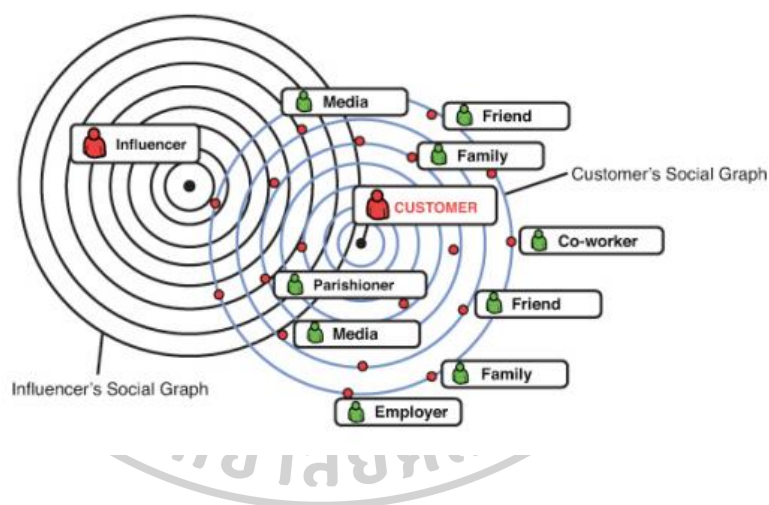 Media
Friend
Influencer
Family
Customer's Social Graph
CUSTOMER
Co-worker
Parishioner
Friend
Media
Family
Influencer's Social Graph
Employer